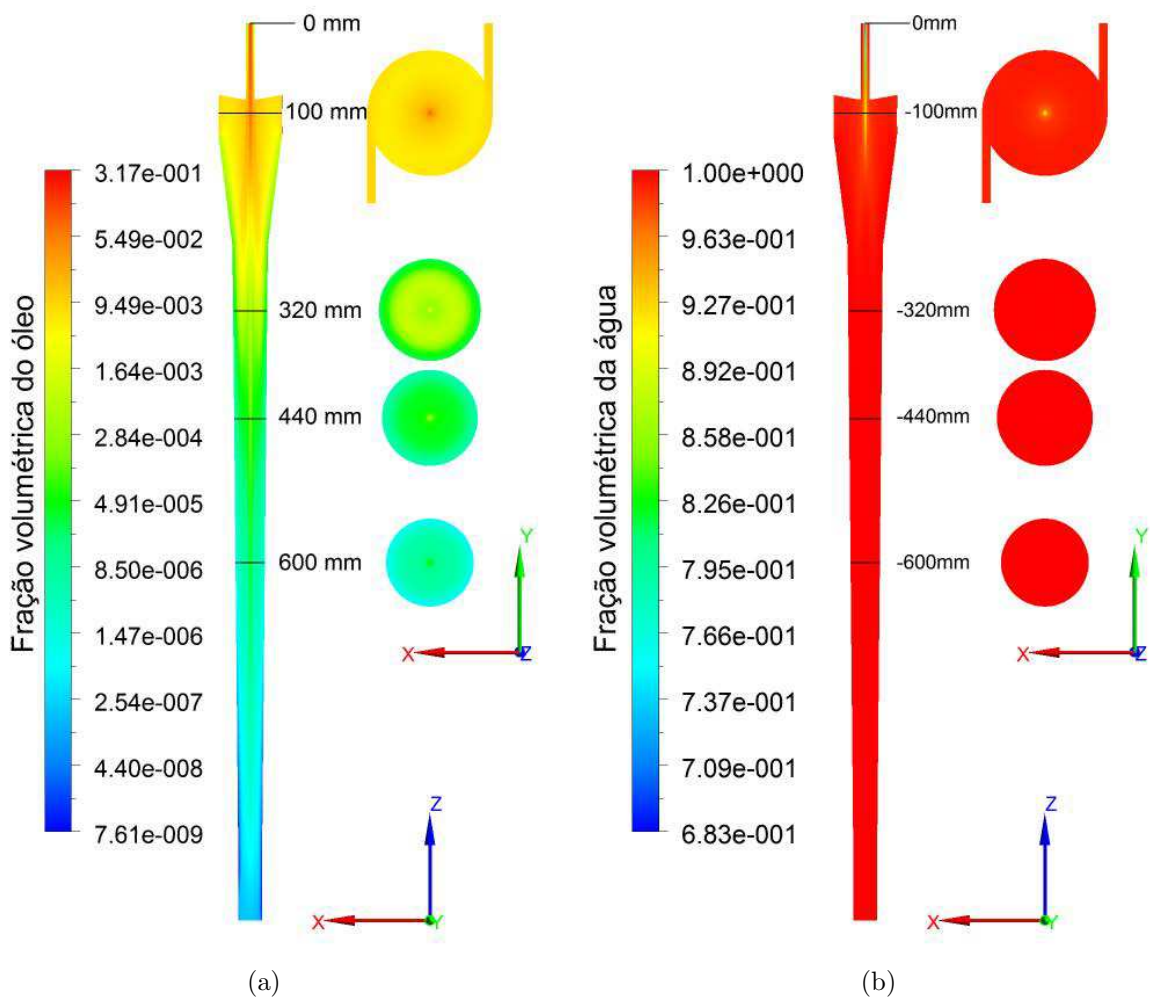 Fração volumétrica do óleo
3.17e-001
5.49e-002
9.49e-003
1.64e-003
2.84e-004
4.91e-005
8.50e-006
1.47e-006
2.54e-007
4.40e-008
7.61e-009
0 mm
100 mm
320 mm
440 mm
600 mm
Y
X
Z
Z
X
Y
(a)
Fração volumétrica da água
1.00e+000
9.63e-001
9.27e-001
8.92e-001
8.58e-001
8.26e-001
7.95e-001
7.66e-001
7.37e-001
7.09e-001
6.83e-001
0mm
-100mm
-320mm
-440mm
-600mm
Y
X
Z
Z
X
Y
(b)